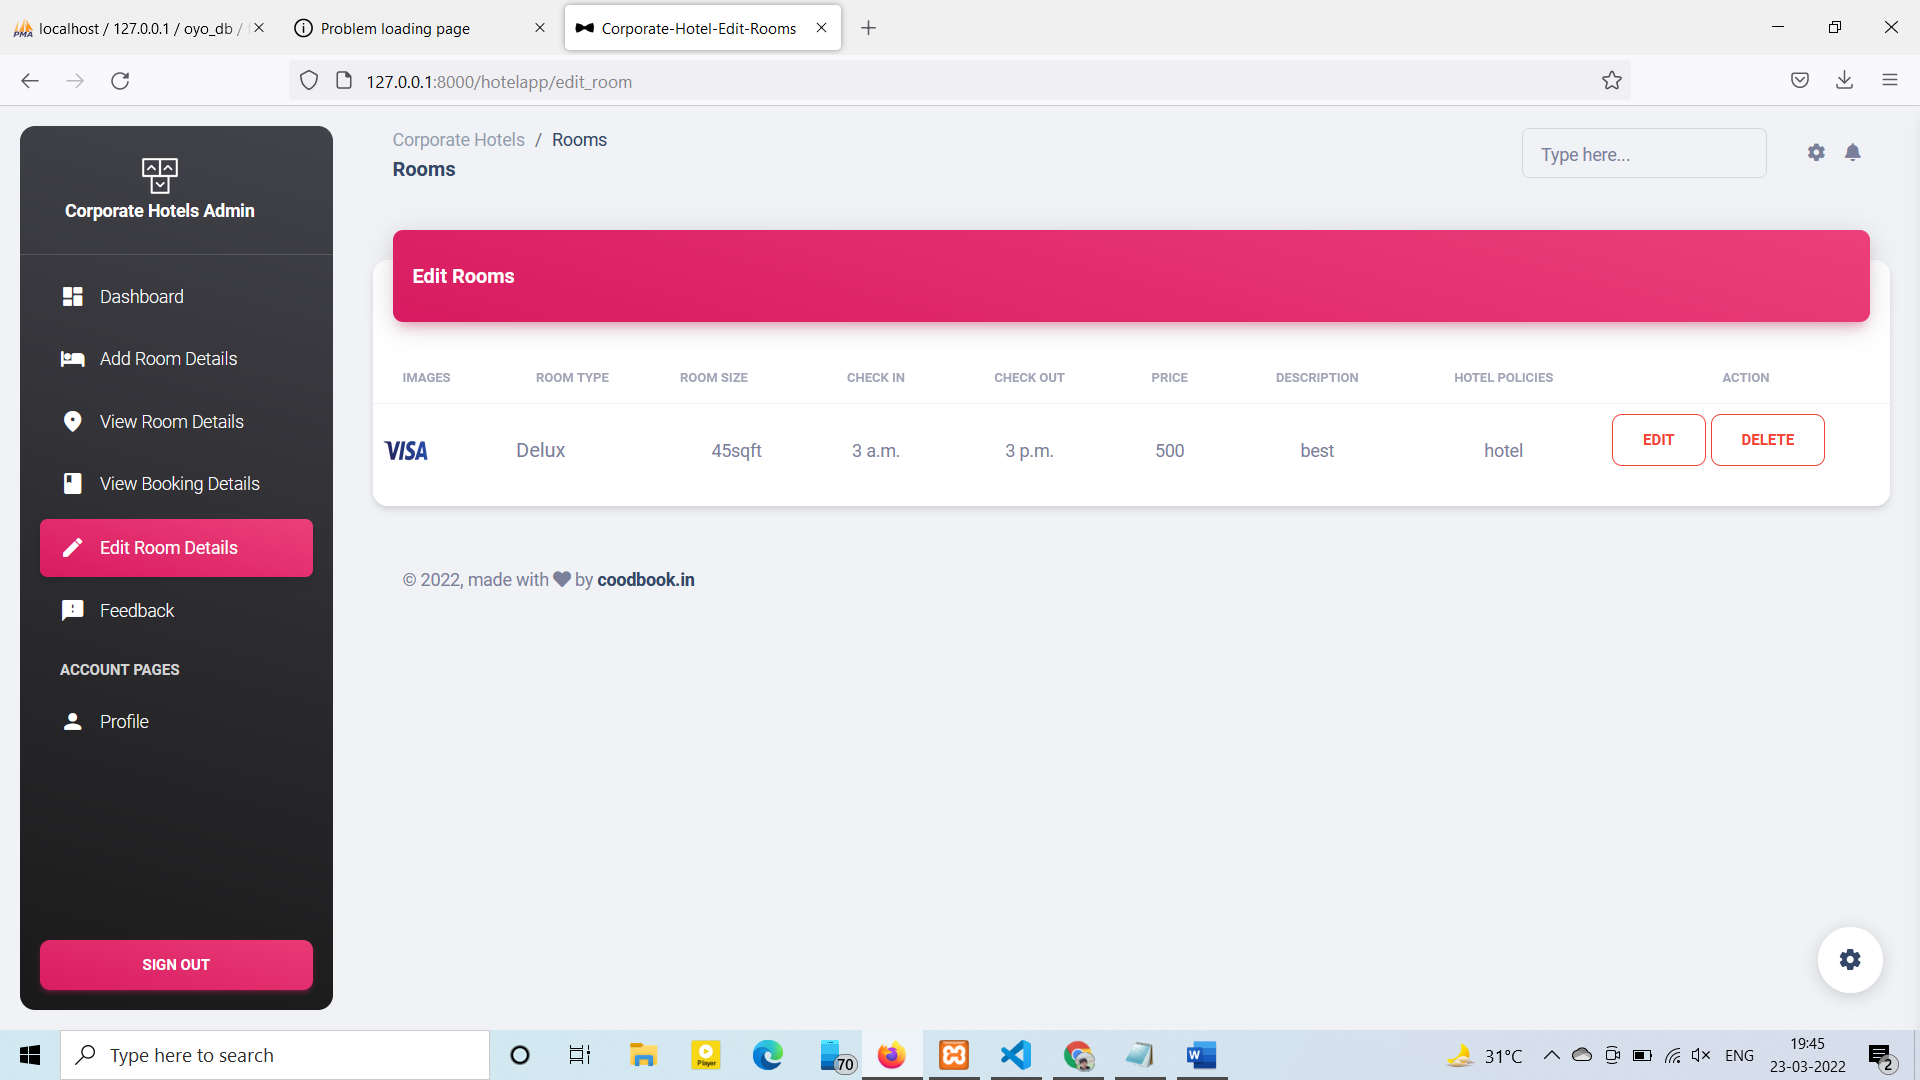 localhost / 127.0.0.1 / oyo_db /
Problem loading page
Corporate-Hotel-Edit-Rooms
127.0.0.1:8000/hotelapp/edit_room
Corporate Hotels Admin
Dashboard
Add Room Details
View Room Details
View Booking Details
Edit Room Details
Feedback
ACCOUNT PAGES
Profile
SIGN OUT
Corporate Hotels / Rooms
Rooms
Type here...
Edit Rooms
IMAGES ROOM TYPE ROOM SIZE CHECK IN CHECK OUT PRICE DESCRIPTION HOTEL POLICIES ACTION
VISA Delux 45sqft 3 a.m. 3 p.m. 500 best hotel EDIT DELETE
© 2022, made with by coodbook.in
Type here to search
Player
70
W
31°C
ENG
19:45
23-03-2022
2